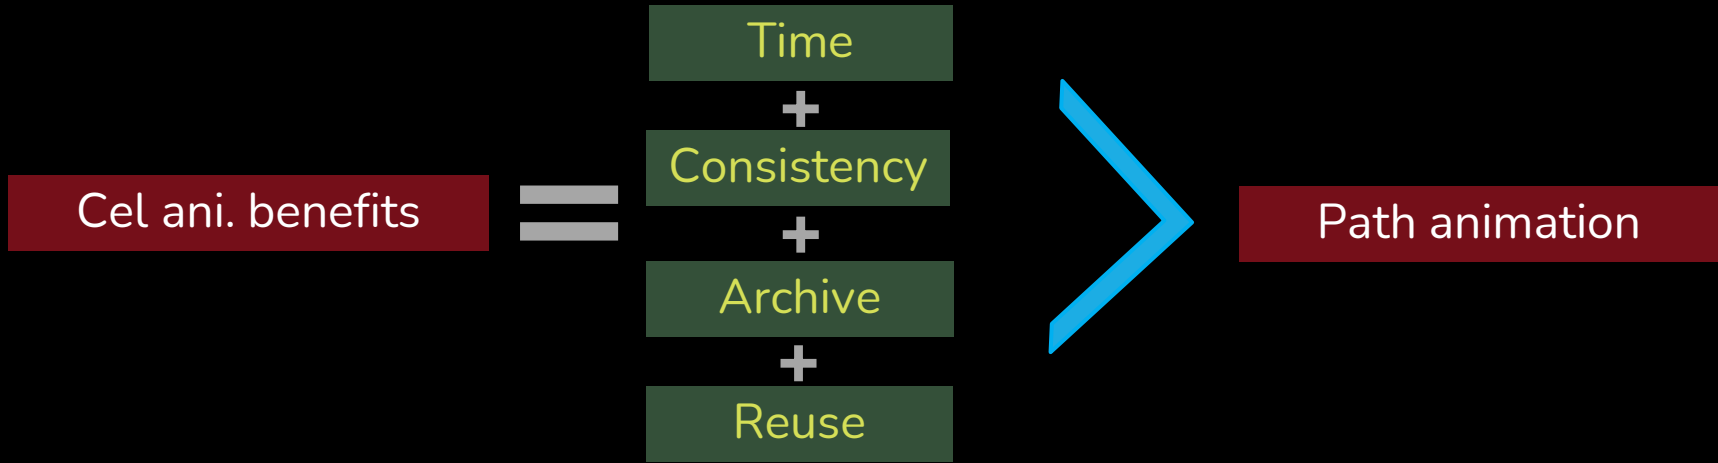 Cel ani. benefits
=
Time
+
Consistency
+
Archive
+
Reuse
>
Path animation